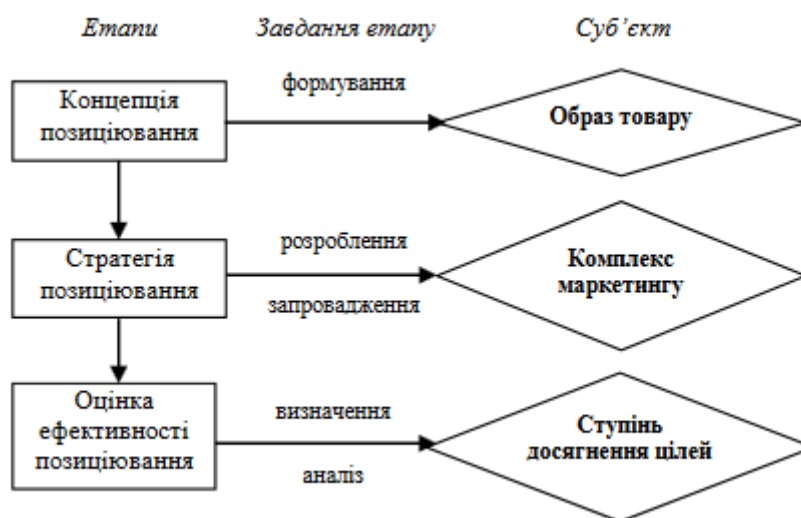 Етапи Завдання етапу Суб’єкт
формування
Концепція
позиціювання
Образ товару
розроблення
Стратегія
позиціювання
запровадження
Комплекс
маркетингу
Оцінка
ефективності
позиціювання
визначення
аналіз
Ступінь
досягнення цілей